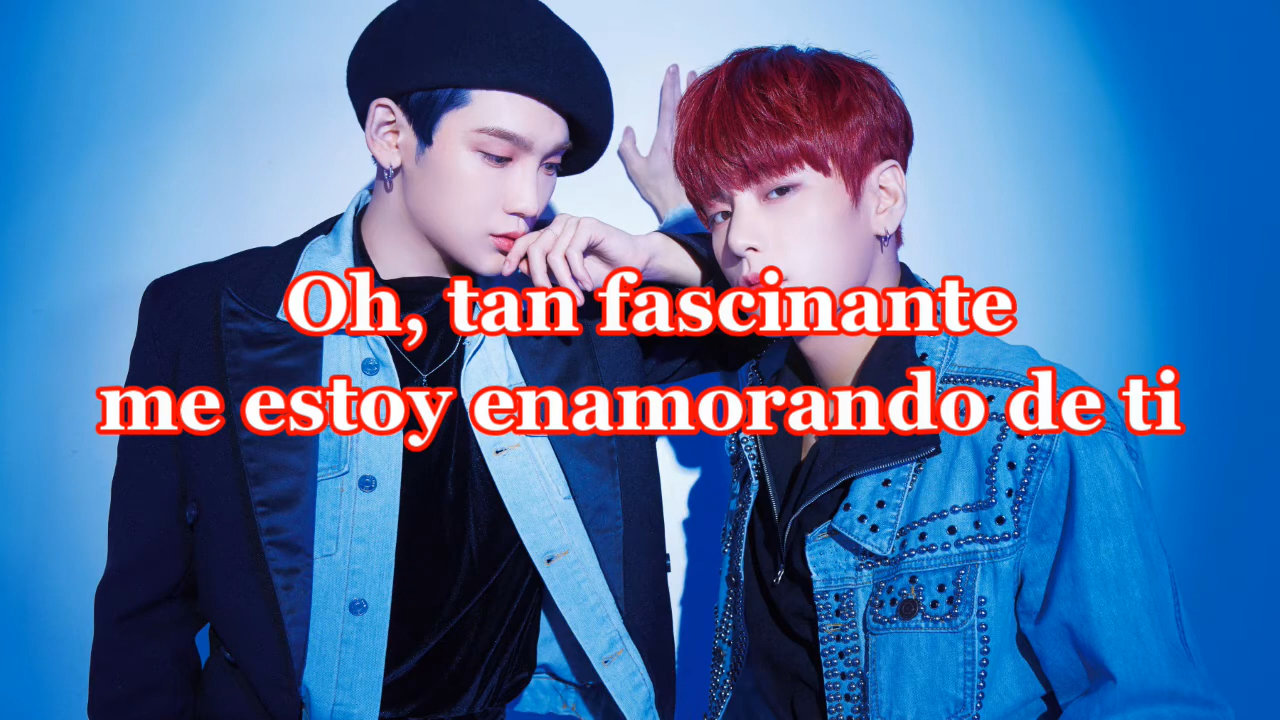 Oh, tan fascinante
me estoy enamorando de ti